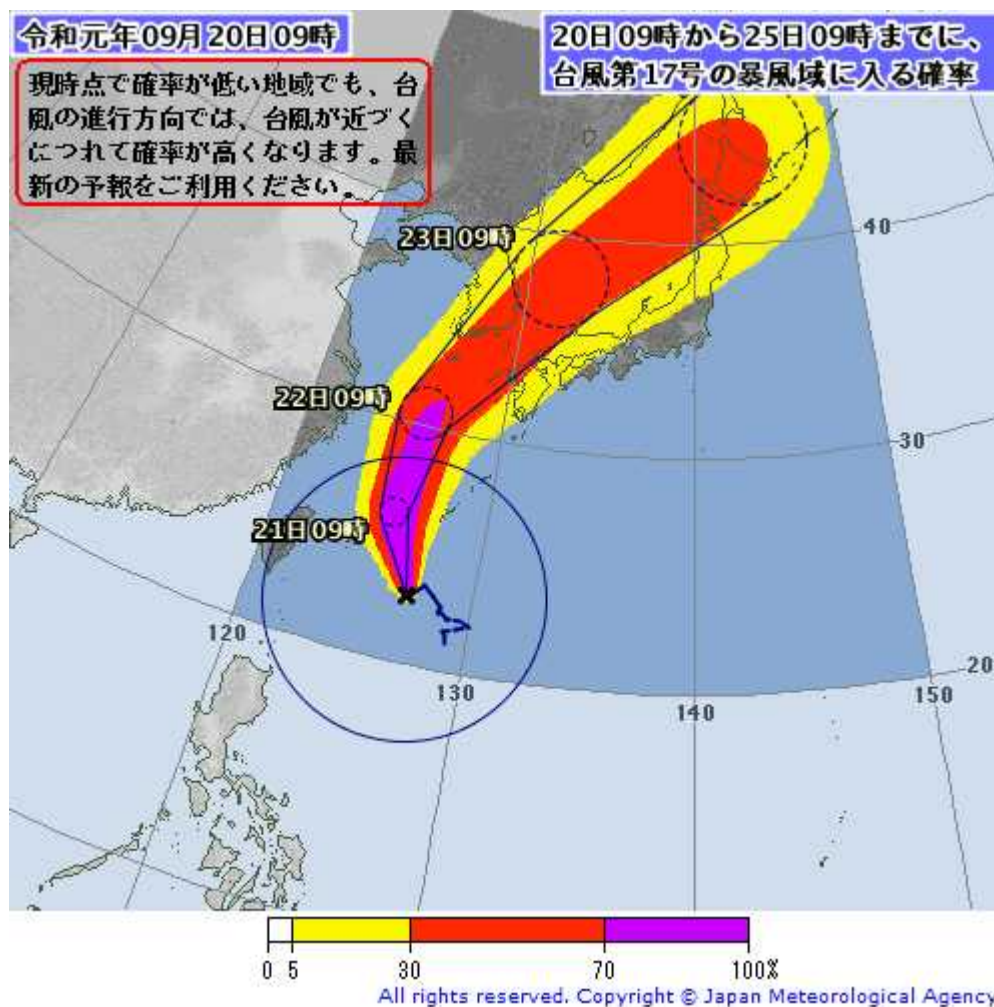 令和元年09月20日09時
20日09時から25日09時までに、
台風第17号の暴風域に入る確率
現時点で確率が低い地域でも、台
風の進行方向では、台風が近づく
につれて確率が高くなります。最
新の予報をご利用ください。
23日09時
40
22日09時
30
21日09時
120
130
140
150
20
0 5 30 70 100%
All rights reserved. Copyright © Japan Meteorological Agency